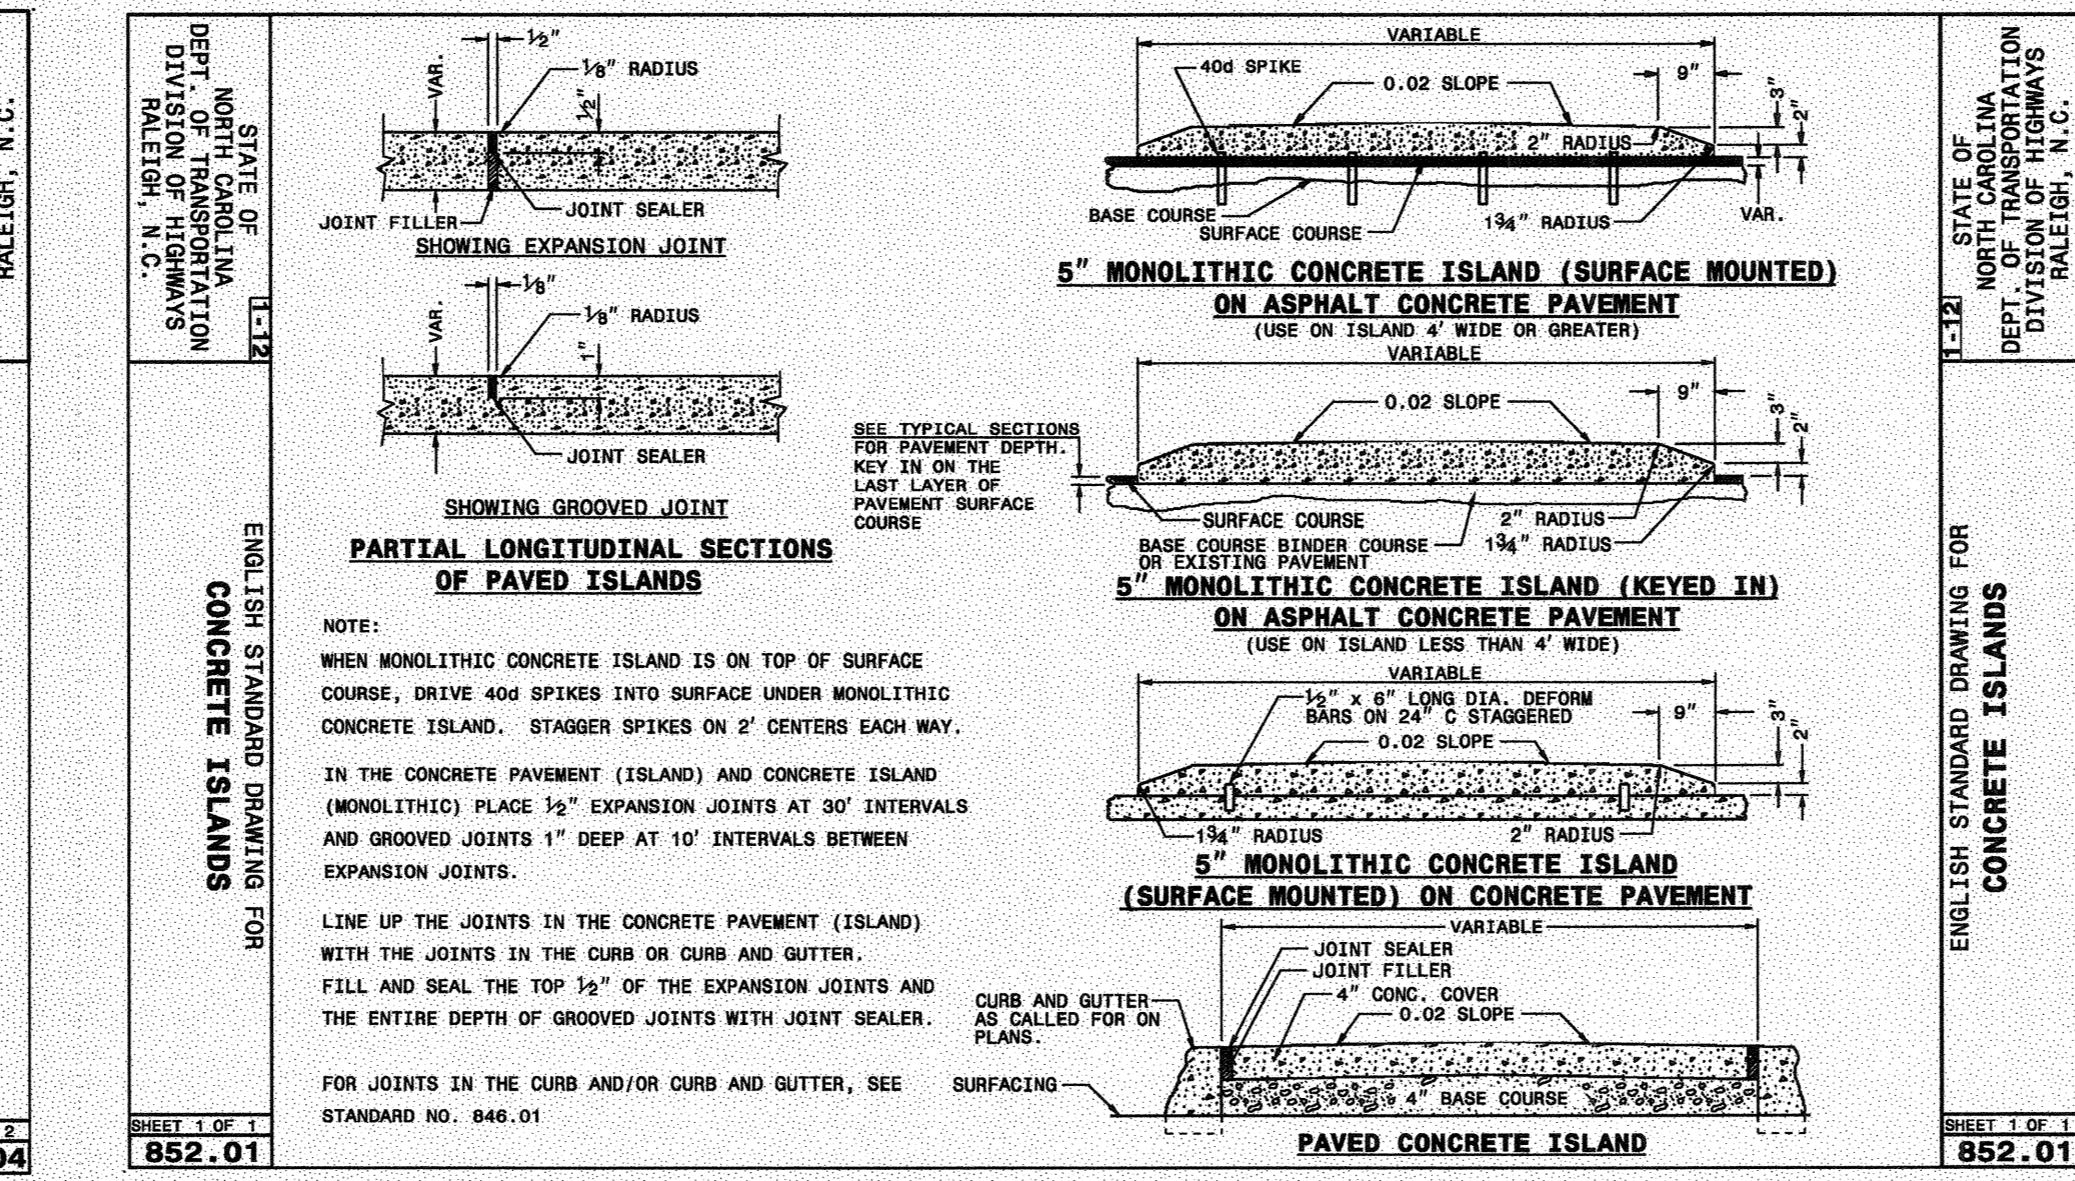 RALEIGH, N.C.
2
04
STATE OF
NORTH CAROLINA
DEPT. OF TRANSPORTATION
DIVISION OF HIGHWAYS
RALEIGH, N.C.
1-12
ENGLISH STANDARD DRAWING FOR
CONCRETE ISLANDS
SHEET 1 OF 1
852.01
1/2"
1/8" RADIUS
VAR.
1/2"
JOINT FILLER
JOINT SEALER
SHOWING EXPANSION JOINT
1/8"
1/8" RADIUS
VAR.
1"
JOINT SEALER
SHOWING GROOVED JOINT
PARTIAL LONGITUDINAL SECTIONS
OF PAVED ISLANDS
NOTE:
WHEN MONOLITHIC CONCRETE ISLAND IS ON TOP OF SURFACE
COURSE, DRIVE 40d SPIKES INTO SURFACE UNDER MONOLITHIC
CONCRETE ISLAND. STAGGER SPIKES ON 2' CENTERS EACH WAY.
IN THE CONCRETE PAVEMENT (ISLAND) AND CONCRETE ISLAND
(MONOLITHIC) PLACE 1/2" EXPANSION JOINTS AT 30' INTERVALS
AND GROOVED JOINTS 1" DEEP AT 10' INTERVALS BETWEEN
EXPANSION JOINTS.
LINE UP THE JOINTS IN THE CONCRETE PAVEMENT (ISLAND)
WITH THE JOINTS IN THE CURB OR CURB AND GUTTER.
FILL AND SEAL THE TOP 1/2" OF THE EXPANSION JOINTS AND
THE ENTIRE DEPTH OF GROOVED JOINTS WITH JOINT SEALER.
FOR JOINTS IN THE CURB AND/OR CURB AND GUTTER, SEE
STANDARD NO. 846.01
VARIABLE
40d SPIKE
0.02 SLOPE
9"
3"
2"
2" RADIUS
BASE COURSE
SURFACE COURSE
1 3/4" RADIUS
VAR.
5" MONOLITHIC CONCRETE ISLAND (SURFACE MOUNTED)
ON ASPHALT CONCRETE PAVEMENT
(USE ON ISLAND 4' WIDE OR GREATER)
VARIABLE
0.02 SLOPE
9"
3"
2"
SEE TYPICAL SECTIONS
FOR PAVEMENT DEPTH.
KEY IN ON THE
LAST LAYER OF
PAVEMENT SURFACE
COURSE
SURFACE COURSE
2" RADIUS
BASE COURSE BINDER COURSE
OR EXISTING PAVEMENT
1 3/4" RADIUS
5" MONOLITHIC CONCRETE ISLAND (KEYED IN)
ON ASPHALT CONCRETE PAVEMENT
(USE ON ISLAND LESS THAN 4' WIDE)
VARIABLE
1/2" x 6" LONG DIA. DEFORM
BARS ON 24" C STAGGERED
0.02 SLOPE
9"
3"
2"
1 3/4" RADIUS
2" RADIUS
5" MONOLITHIC CONCRETE ISLAND
(SURFACE MOUNTED) ON CONCRETE PAVEMENT
VARIABLE
JOINT SEALER
JOINT FILLER
4" CONC. COVER
0.02 SLOPE
CURB AND GUTTER
AS CALLED FOR ON
PLANS.
SURFACING
4" BASE COURSE
PAVED CONCRETE ISLAND
1-12
STATE OF
NORTH CAROLINA
DEPT. OF TRANSPORTATION
DIVISION OF HIGHWAYS
RALEIGH, N.C.
ENGLISH STANDARD DRAWING FOR
CONCRETE ISLANDS
SHEET 1 OF 1
852.01